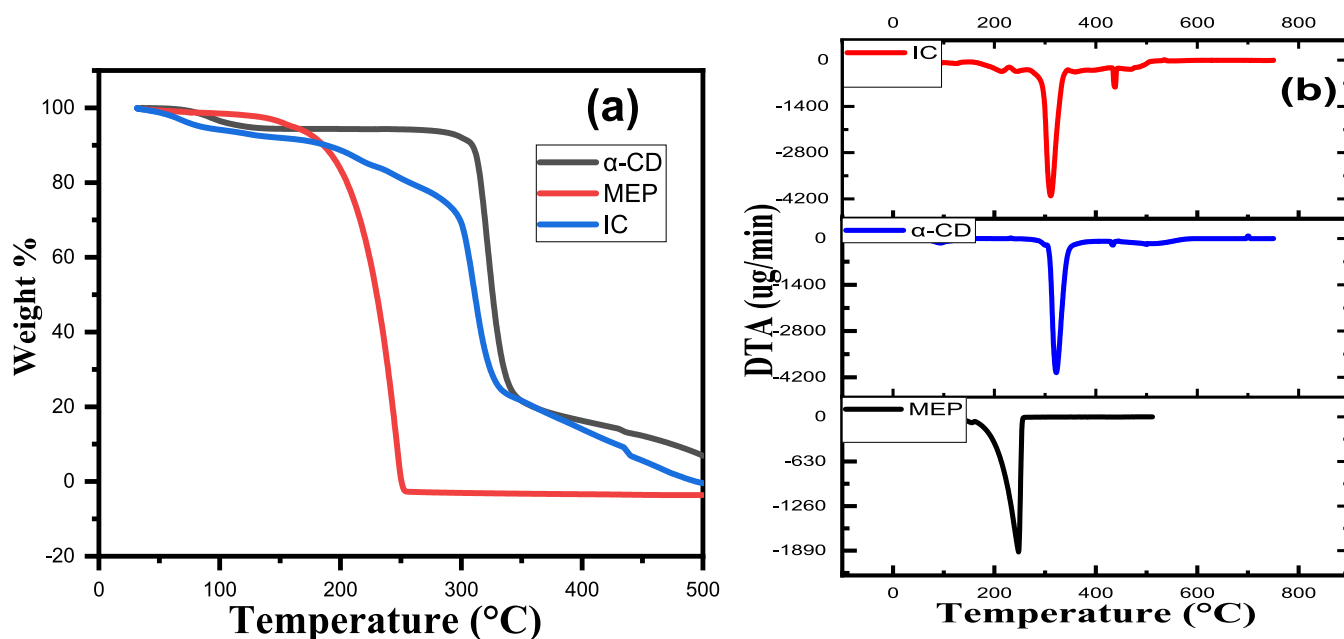 (a)
Weight %
100
80
60
40
20
0
-20
α-CD
MEP
IC
0 100 200 300 400 500
Temperature (°C)
0 200 400 600 800
(b)
DTA (ug/min)
IC
0
-1400
-2800
-4200
α-CD
0
-1400
-2800
-4200
MEP
0
-630
-1260
-1890
0 200 400 600 800
Temperature (°C)